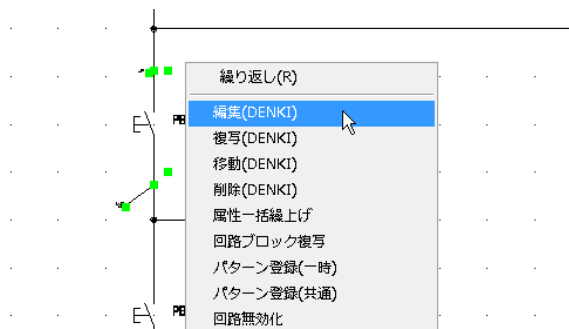 繰り返し(R)
編集(DENKI)
PB
複写(DENKI)
移動(DENKI)
削除(DENKI)
属性一括繰上げ
回路ブロック複写
パターン登録(一時)
パターン登録(共通)
PB
回路無効化